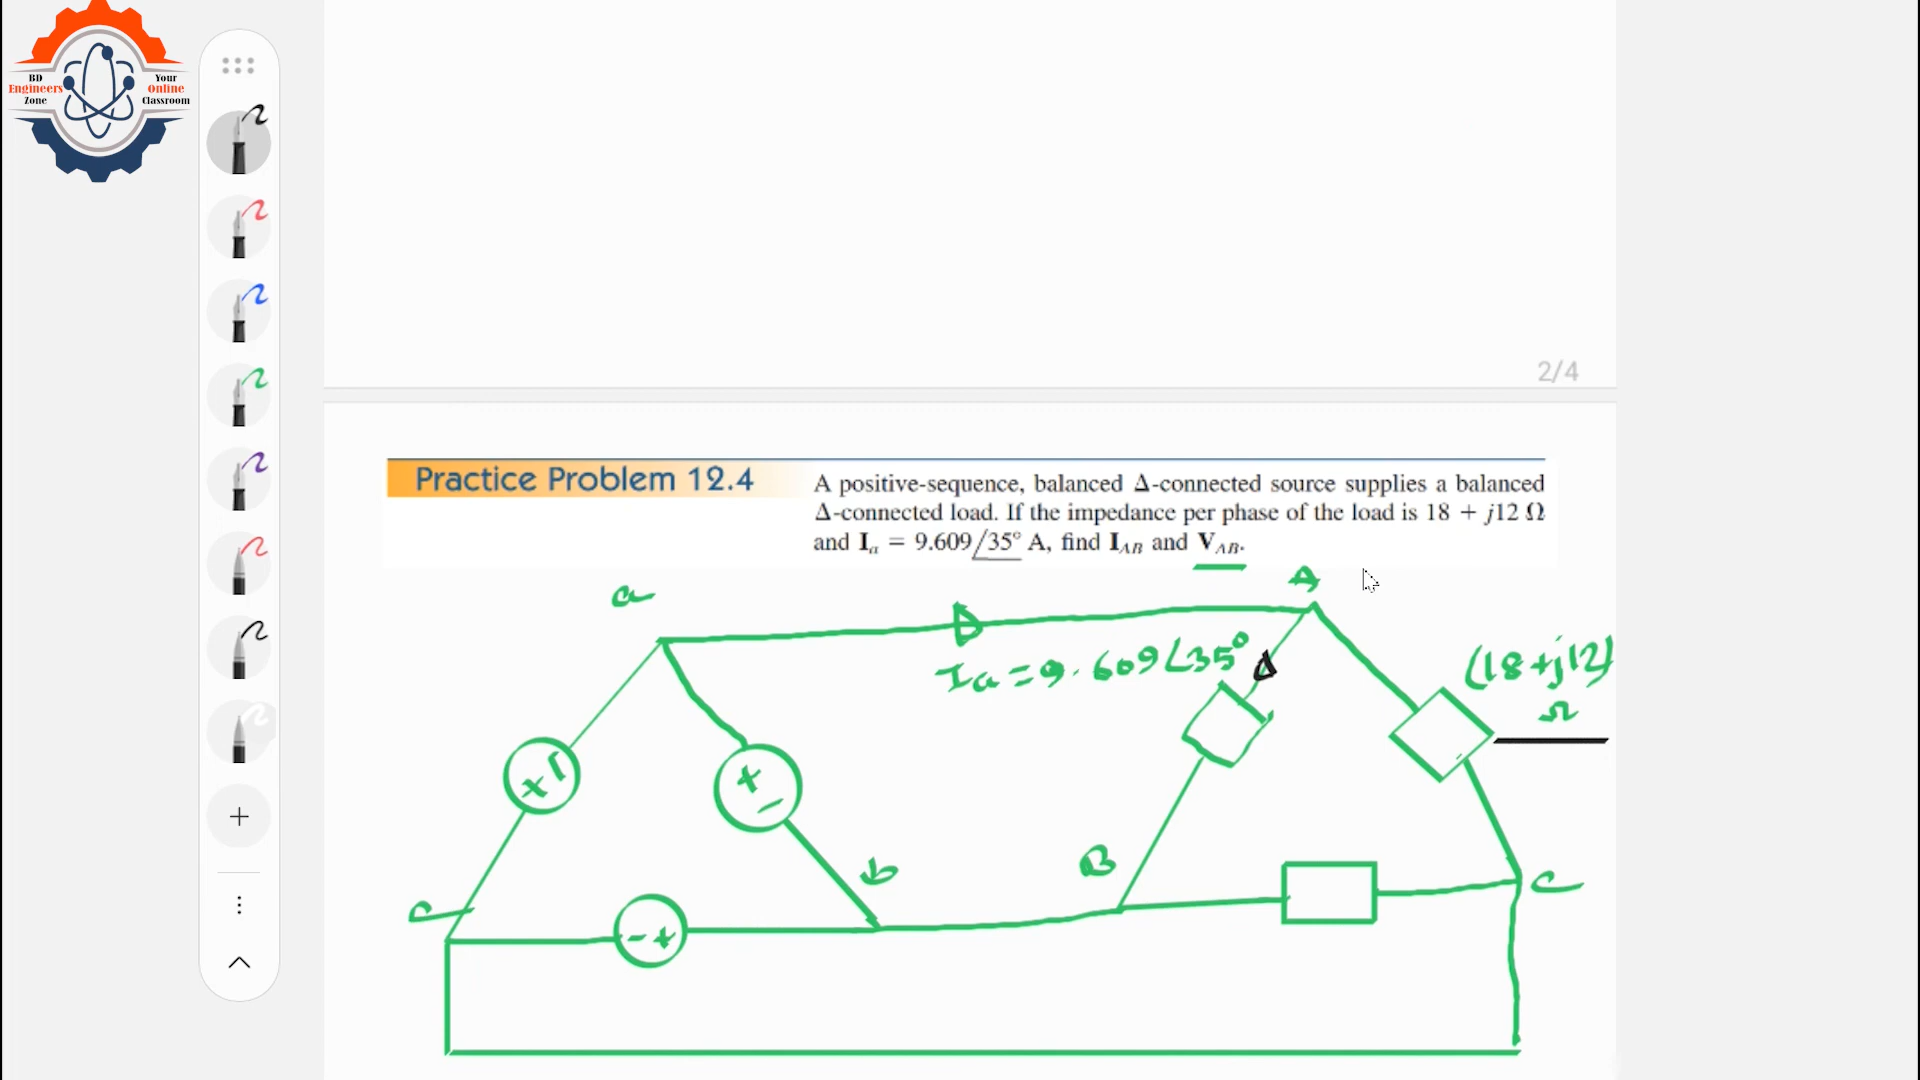 BD
Engineers
Zone
Your
Online
Classroom
2/4
Practice Problem 12.4
A positive-sequence, balanced Δ-connected source supplies a balanced
Δ-connected load. If the impedance per phase of the load is 18 + j12 Ω
and Ia = 9.609/35° A, find IAB and VAB.
a
A
Ia = 9.609∠35°
(18+j12)
Ω
+ -
+
-
b
B
c
C
- +